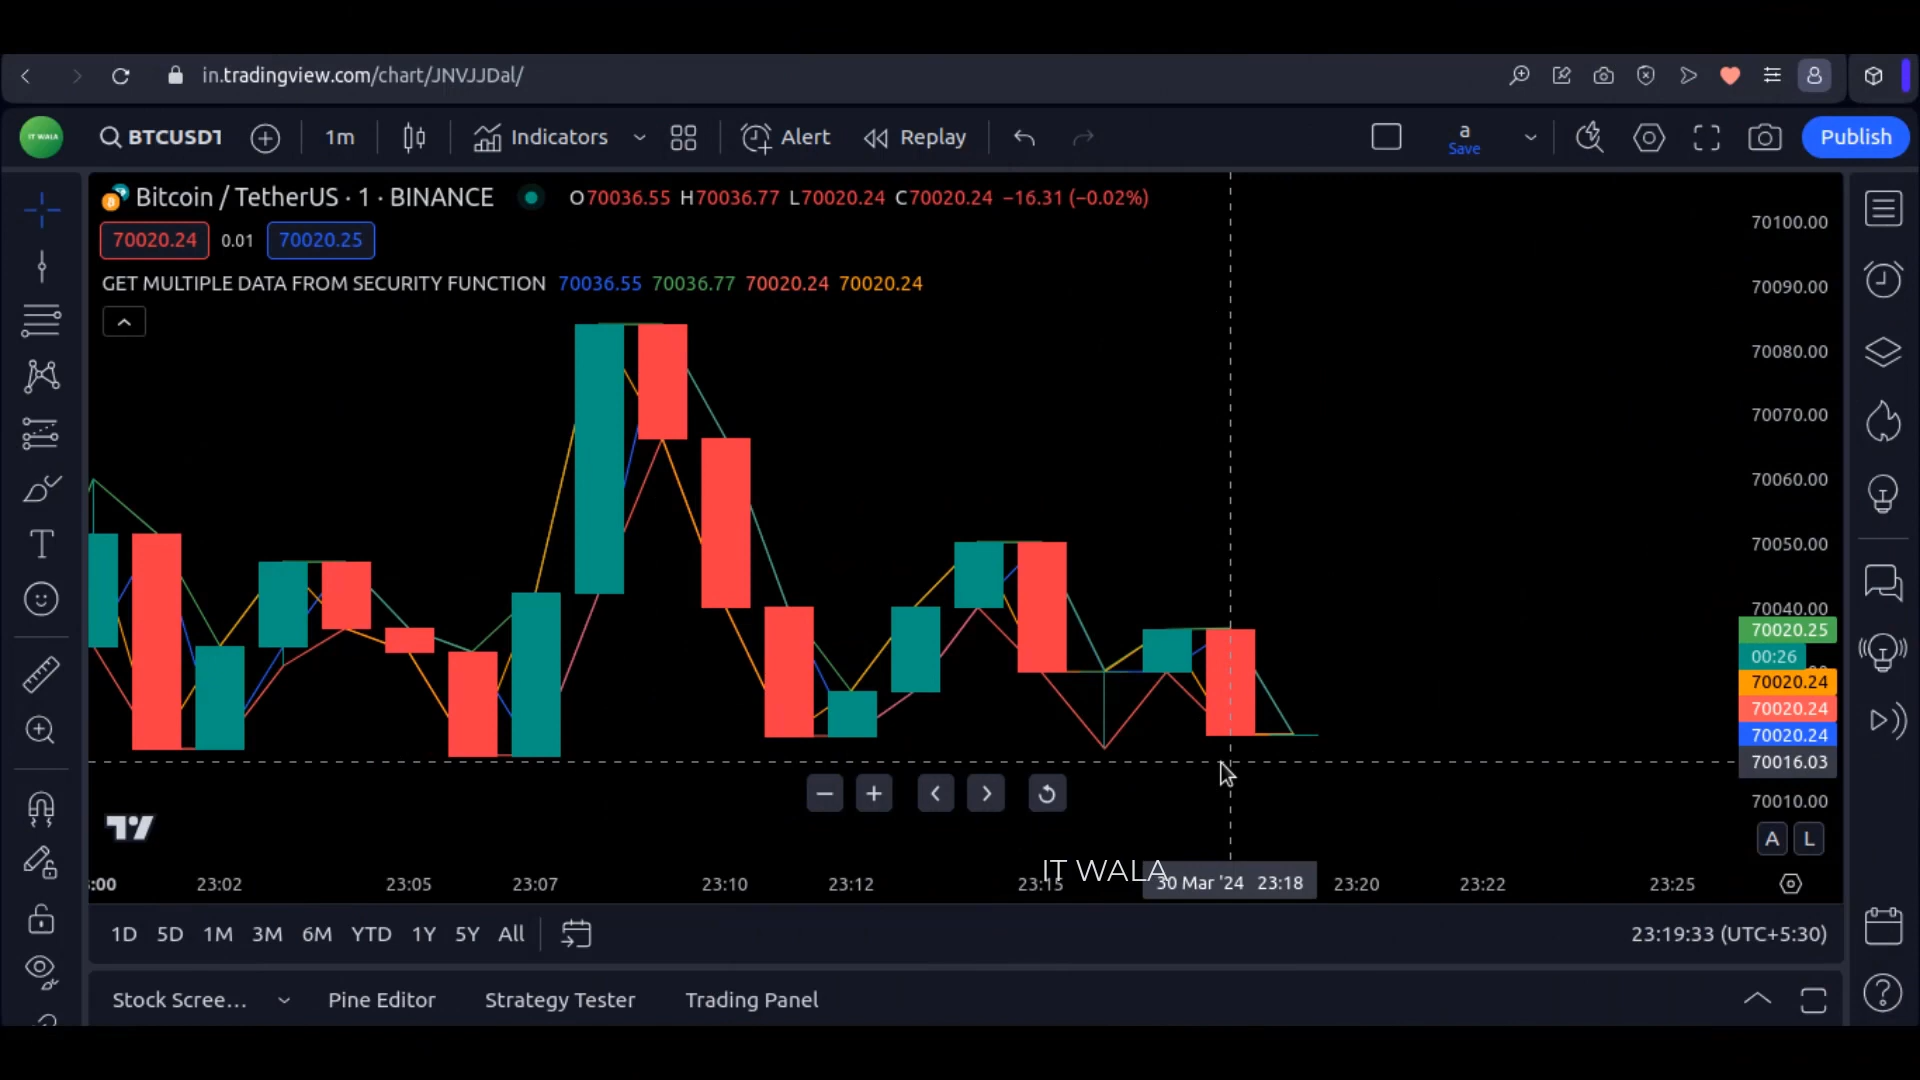 in.tradingview.com/chart/JNVJJDal/
IT WALA BTCUSDT 1m Indicators Alert Replay a Save Publish
Bitcoin / TetherUS · 1 · BINANCE O70036.55 H70036.77 L70020.24 C70020.24 −16.31 (−0.02%)
70020.24 0.01 70020.25
GET MULTIPLE DATA FROM SECURITY FUNCTION 70036.55 70036.77 70020.24 70020.24
70100.00
70090.00
70080.00
70070.00
70060.00
70050.00
70040.00
70020.25
00:26
70020.24
70020.24
70020.24
70016.03
70010.00
A L
IT WALA
:00 23:02 23:05 23:07 23:10 23:12 23:15 30 Mar '24 23:18 23:20 23:22 23:25
1D 5D 1M 3M 6M YTD 1Y 5Y All 23:19:33 (UTC+5:30)
Stock Scree... Pine Editor Strategy Tester Trading Panel